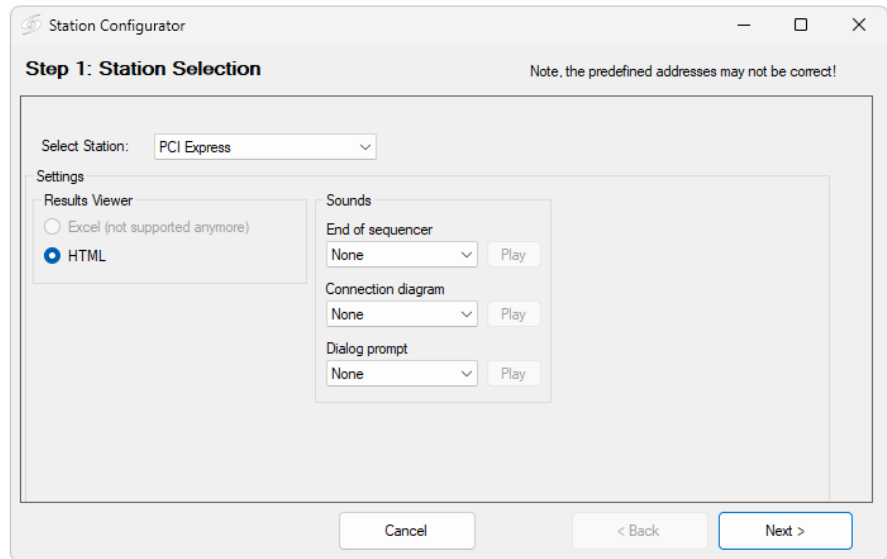 Station Configurator
Step 1: Station Selection
Note, the predefined addresses may not be correct!
Select Station: PCI Express
Settings
Results Viewer
Excel (not supported anymore)
HTML
Sounds
End of sequencer
None Play
Connection diagram
None Play
Dialog prompt
None Play
Cancel < Back Next >